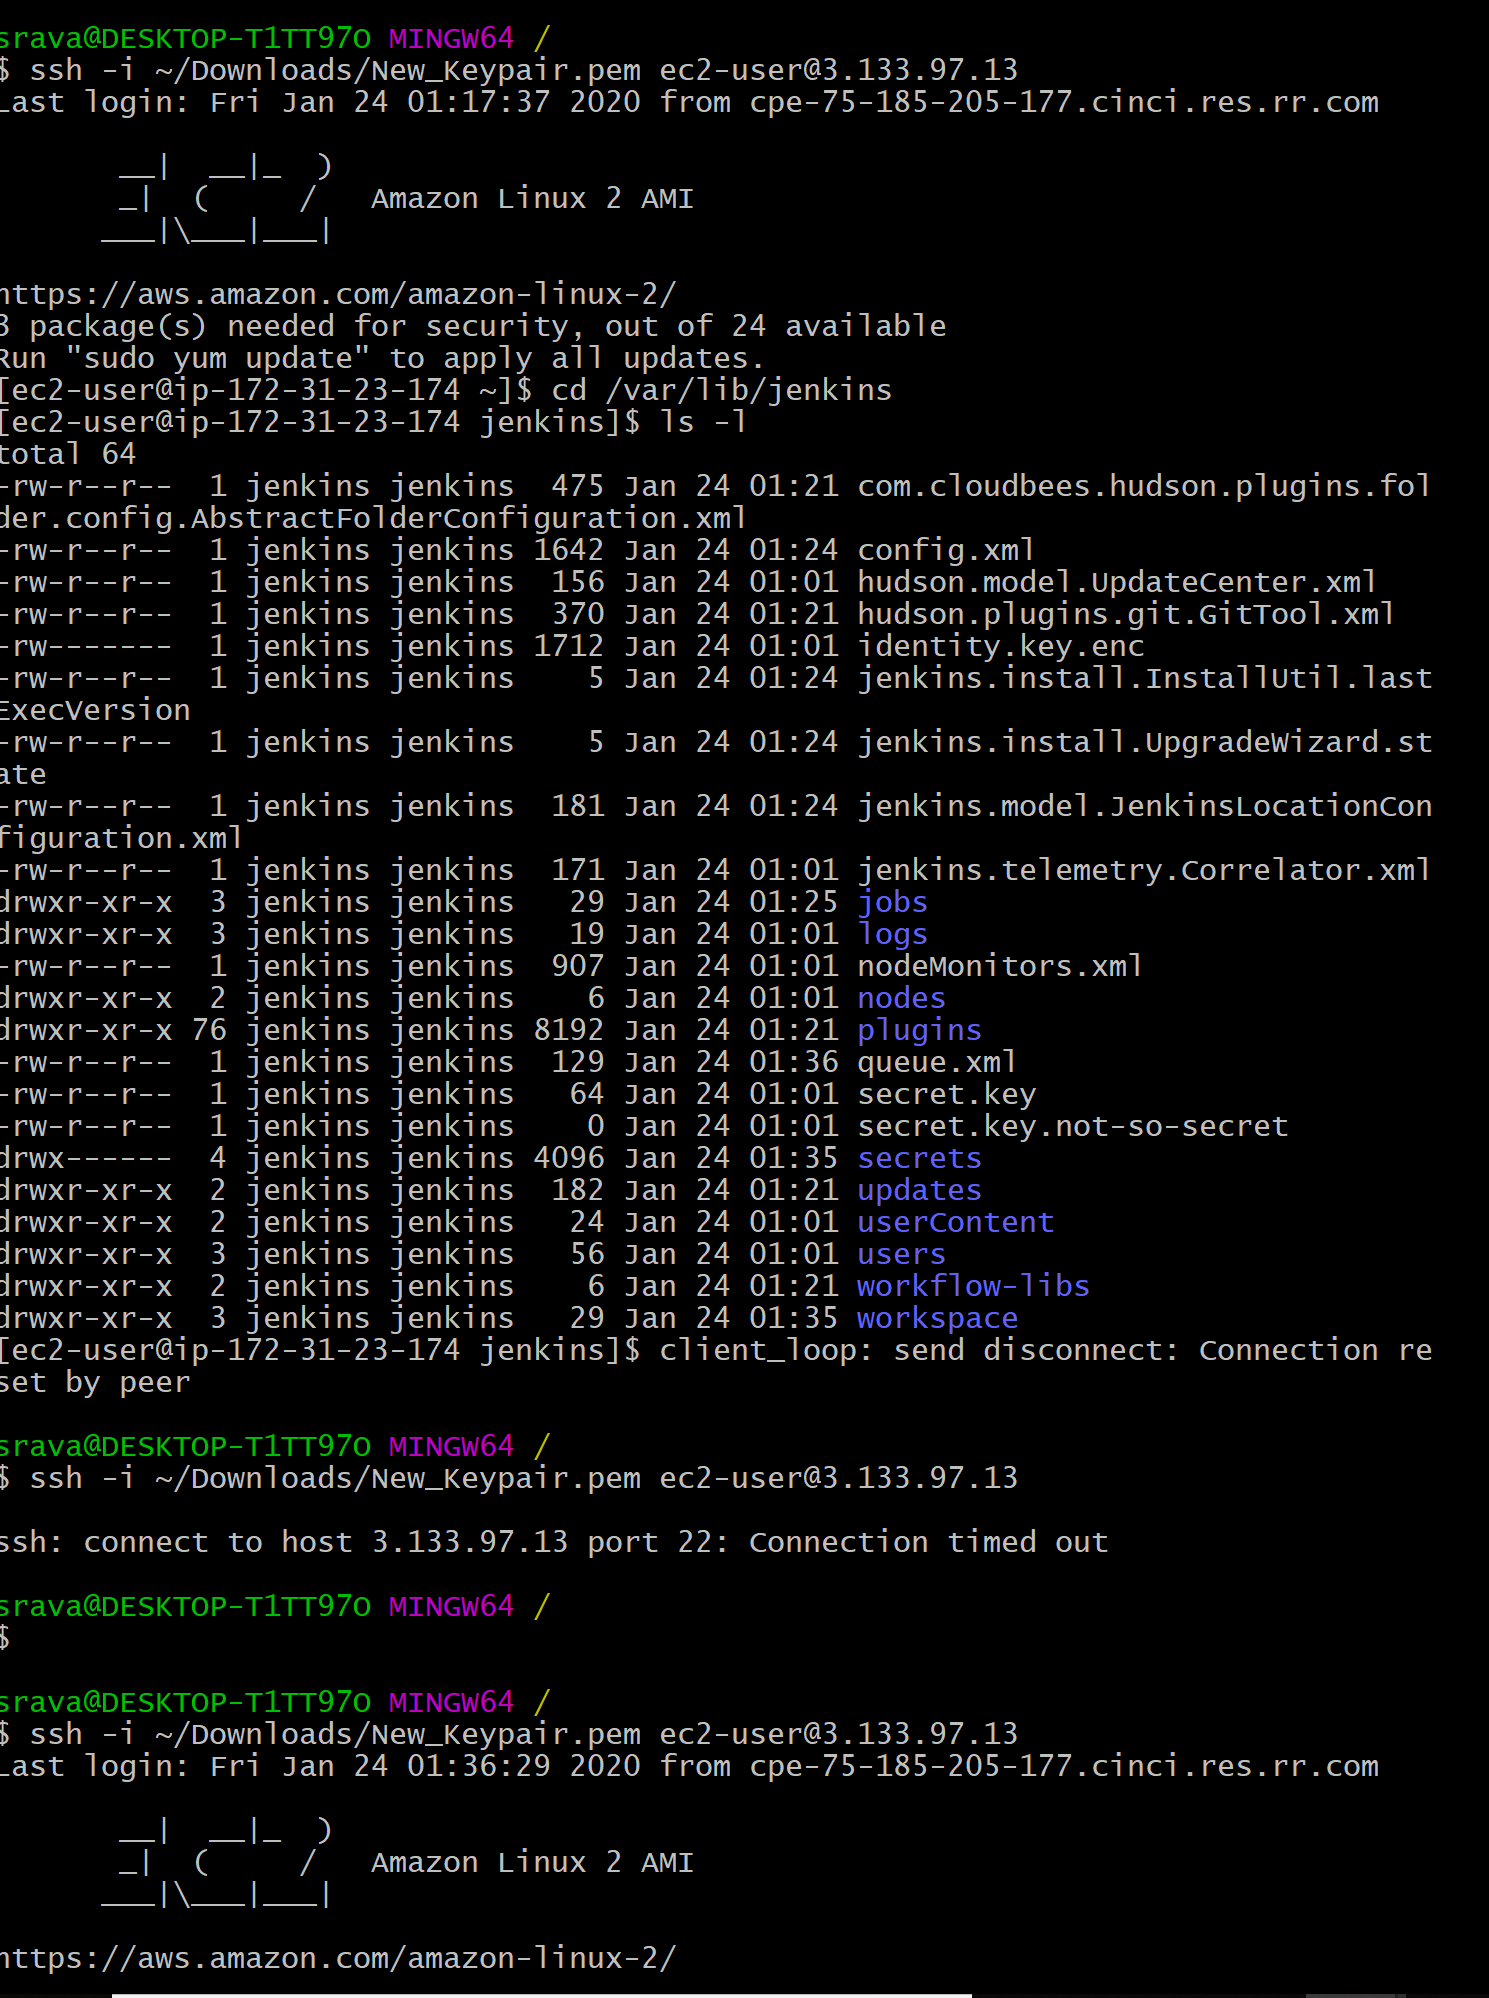 srava@DESKTOP-T1TT97O MINGW64 /
$ ssh -i ~/Downloads/New_Keypair.pem ec2-user@3.133.97.13
Last login: Fri Jan 24 01:17:37 2020 from cpe-75-185-205-177.cinci.res.rr.com

       __|  __|_  )
       _|  (     /   Amazon Linux 2 AMI
      ___|\___|___|

https://aws.amazon.com/amazon-linux-2/
3 package(s) needed for security, out of 24 available
Run "sudo yum update" to apply all updates.
[ec2-user@ip-172-31-23-174 ~]$ cd /var/lib/jenkins
[ec2-user@ip-172-31-23-174 jenkins]$ ls -l
total 64
-rw-r--r--  1 jenkins jenkins  475 Jan 24 01:21 com.cloudbees.hudson.plugins.fol
der.config.AbstractFolderConfiguration.xml
-rw-r--r--  1 jenkins jenkins 1642 Jan 24 01:24 config.xml
-rw-r--r--  1 jenkins jenkins  156 Jan 24 01:01 hudson.model.UpdateCenter.xml
-rw-r--r--  1 jenkins jenkins  370 Jan 24 01:21 hudson.plugins.git.GitTool.xml
-rw-------  1 jenkins jenkins 1712 Jan 24 01:01 identity.key.enc
-rw-r--r--  1 jenkins jenkins    5 Jan 24 01:24 jenkins.install.InstallUtil.last
ExecVersion
-rw-r--r--  1 jenkins jenkins    5 Jan 24 01:24 jenkins.install.UpgradeWizard.st
ate
-rw-r--r--  1 jenkins jenkins  181 Jan 24 01:24 jenkins.model.JenkinsLocationCon
figuration.xml
-rw-r--r--  1 jenkins jenkins  171 Jan 24 01:01 jenkins.telemetry.Correlator.xml
drwxr-xr-x  3 jenkins jenkins   29 Jan 24 01:25 jobs
drwxr-xr-x  3 jenkins jenkins   19 Jan 24 01:01 logs
-rw-r--r--  1 jenkins jenkins  907 Jan 24 01:01 nodeMonitors.xml
drwxr-xr-x  2 jenkins jenkins    6 Jan 24 01:01 nodes
drwxr-xr-x 76 jenkins jenkins 8192 Jan 24 01:21 plugins
-rw-r--r--  1 jenkins jenkins  129 Jan 24 01:36 queue.xml
-rw-r--r--  1 jenkins jenkins   64 Jan 24 01:01 secret.key
-rw-r--r--  1 jenkins jenkins    0 Jan 24 01:01 secret.key.not-so-secret
drwx------  4 jenkins jenkins 4096 Jan 24 01:35 secrets
drwxr-xr-x  2 jenkins jenkins  182 Jan 24 01:21 updates
drwxr-xr-x  2 jenkins jenkins   24 Jan 24 01:01 userContent
drwxr-xr-x  3 jenkins jenkins   56 Jan 24 01:01 users
drwxr-xr-x  2 jenkins jenkins    6 Jan 24 01:21 workflow-libs
drwxr-xr-x  3 jenkins jenkins   29 Jan 24 01:35 workspace
[ec2-user@ip-172-31-23-174 jenkins]$ client_loop: send disconnect: Connection re
set by peer

srava@DESKTOP-T1TT97O MINGW64 /
$ ssh -i ~/Downloads/New_Keypair.pem ec2-user@3.133.97.13

ssh: connect to host 3.133.97.13 port 22: Connection timed out

srava@DESKTOP-T1TT97O MINGW64 /
$

srava@DESKTOP-T1TT97O MINGW64 /
$ ssh -i ~/Downloads/New_Keypair.pem ec2-user@3.133.97.13
Last login: Fri Jan 24 01:36:29 2020 from cpe-75-185-205-177.cinci.res.rr.com

       __|  __|_  )
       _|  (     /   Amazon Linux 2 AMI
      ___|\___|___|

https://aws.amazon.com/amazon-linux-2/